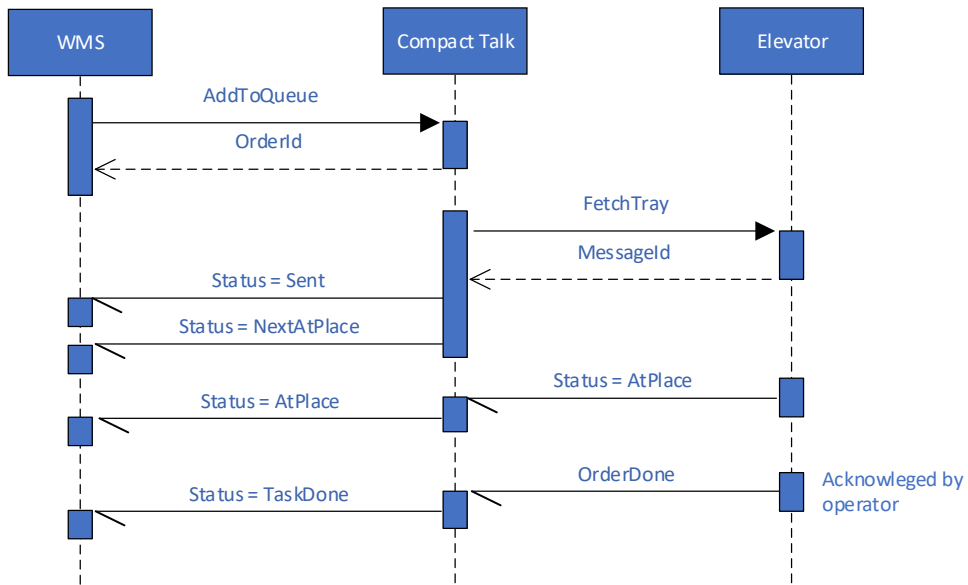 WMS
Compact Talk
Elevator
AddToQueue
OrderId
FetchTray
MessageId
Status = Sent
Status = NextAtPlace
Status = AtPlace
Status = AtPlace
OrderDone
Status = TaskDone
Acknowleged by
operator